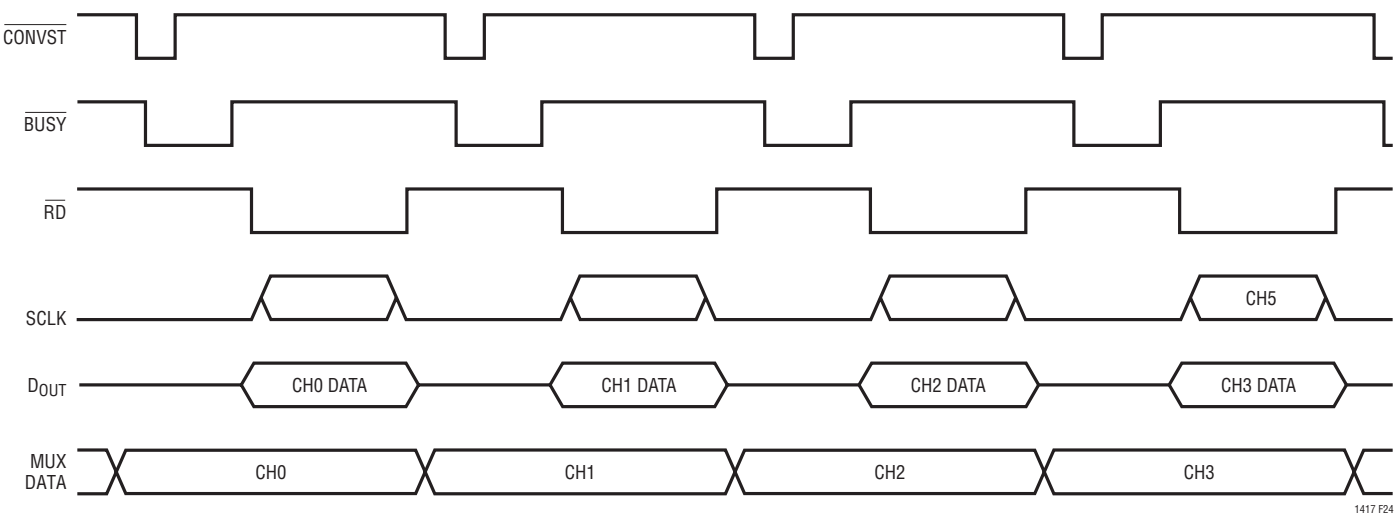 CONVST
BUSY
RD
SCLK
CH5
DOUT
CH0 DATA
CH1 DATA
CH2 DATA
CH3 DATA
MUX
DATA
CH0
CH1
CH2
CH3
1417 F24